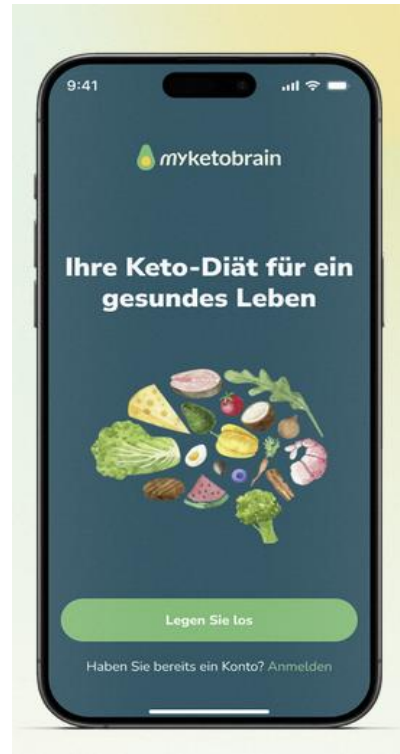 9:41
myketobrain
Ihre Keto-Diät für ein
gesundes Leben
Legen Sie los
Haben Sie bereits ein Konto? Anmelden